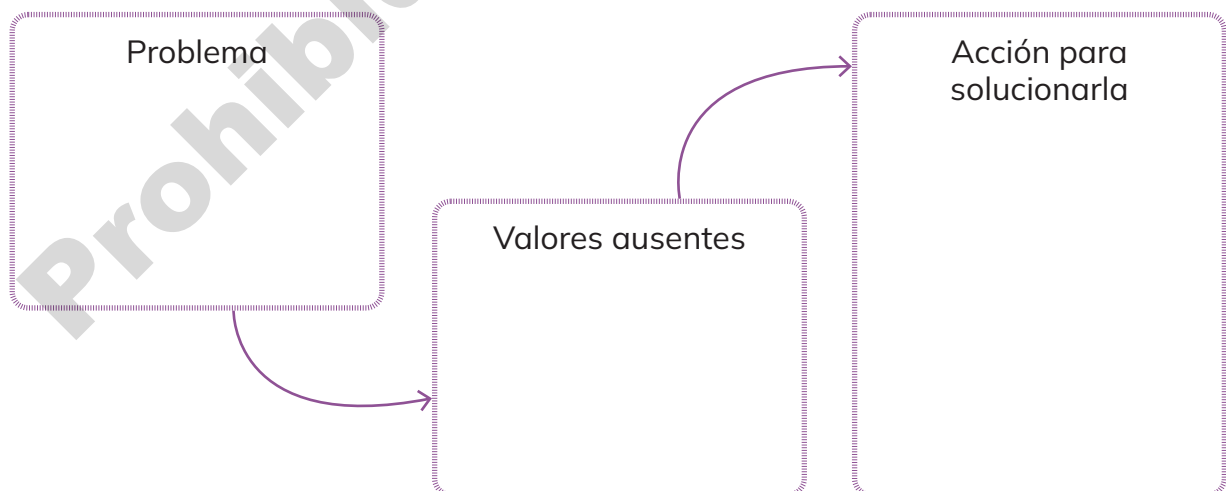 Problema
Valores ausentes
Acción para
solucionarla